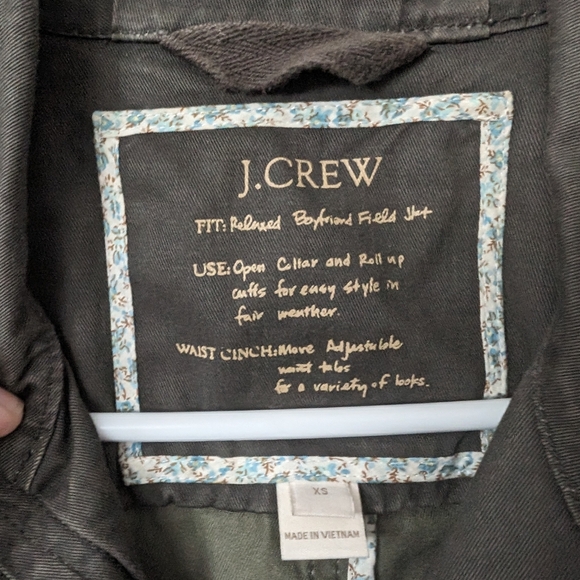 J.CREW
FIT: Relaxed Boyfriend Field Jket
USE: Open Collar and Roll up
cuffs for easy style in
fair weather.
WAIST CINCH: Move Adjustable
waist tabs
for a variety of looks.
XS
MADE IN VIETNAM